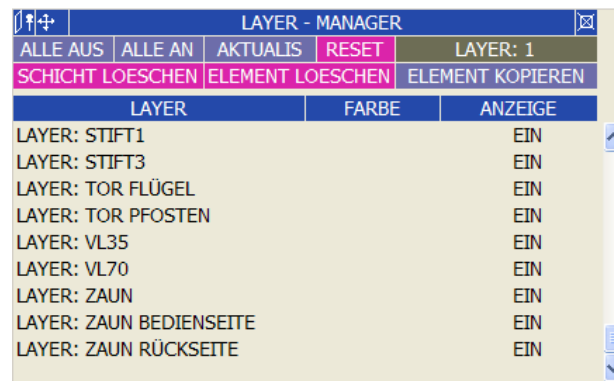 LAYER - MANAGER
ALLE AUS ALLE AN AKTUALIS RESET LAYER: 1
SCHICHT LOESCHEN ELEMENT LOESCHEN ELEMENT KOPIEREN
LAYER FARBE ANZEIGE
LAYER: STIFT1 EIN
LAYER: STIFT3 EIN
LAYER: TOR FLÜGEL EIN
LAYER: TOR PFOSTEN EIN
LAYER: VL35 EIN
LAYER: VL70 EIN
LAYER: ZAUN EIN
LAYER: ZAUN BEDIENSEITE EIN
LAYER: ZAUN RÜCKSEITE EIN